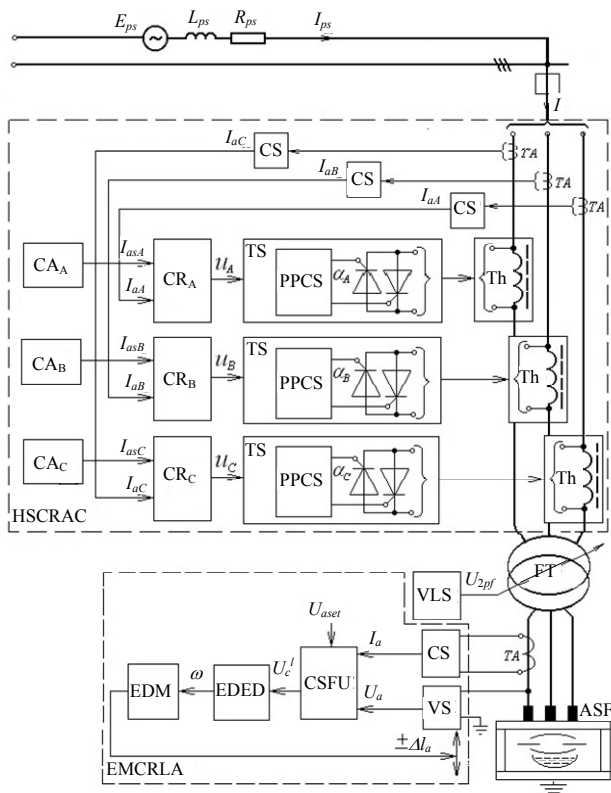 E_ps L_ps R_ps I_ps
I
I_aC CS TA
I_aB CS TA
I_aA CS TA
CA_A I_asA I_aA CR_A u_A TS PPCS α_A Th
CA_B I_asB I_aB CR_B u_B TS PPCS α_B Th
CA_C I_asC I_aC CR_C u_C TS PPCS α_C Th
HSCRAC
VLS U_2pf FT
U_aset I_a CS TA
EDM ω EDED U_c^l CSFU U_a VS ASF
±Δl_a
EMCRLA